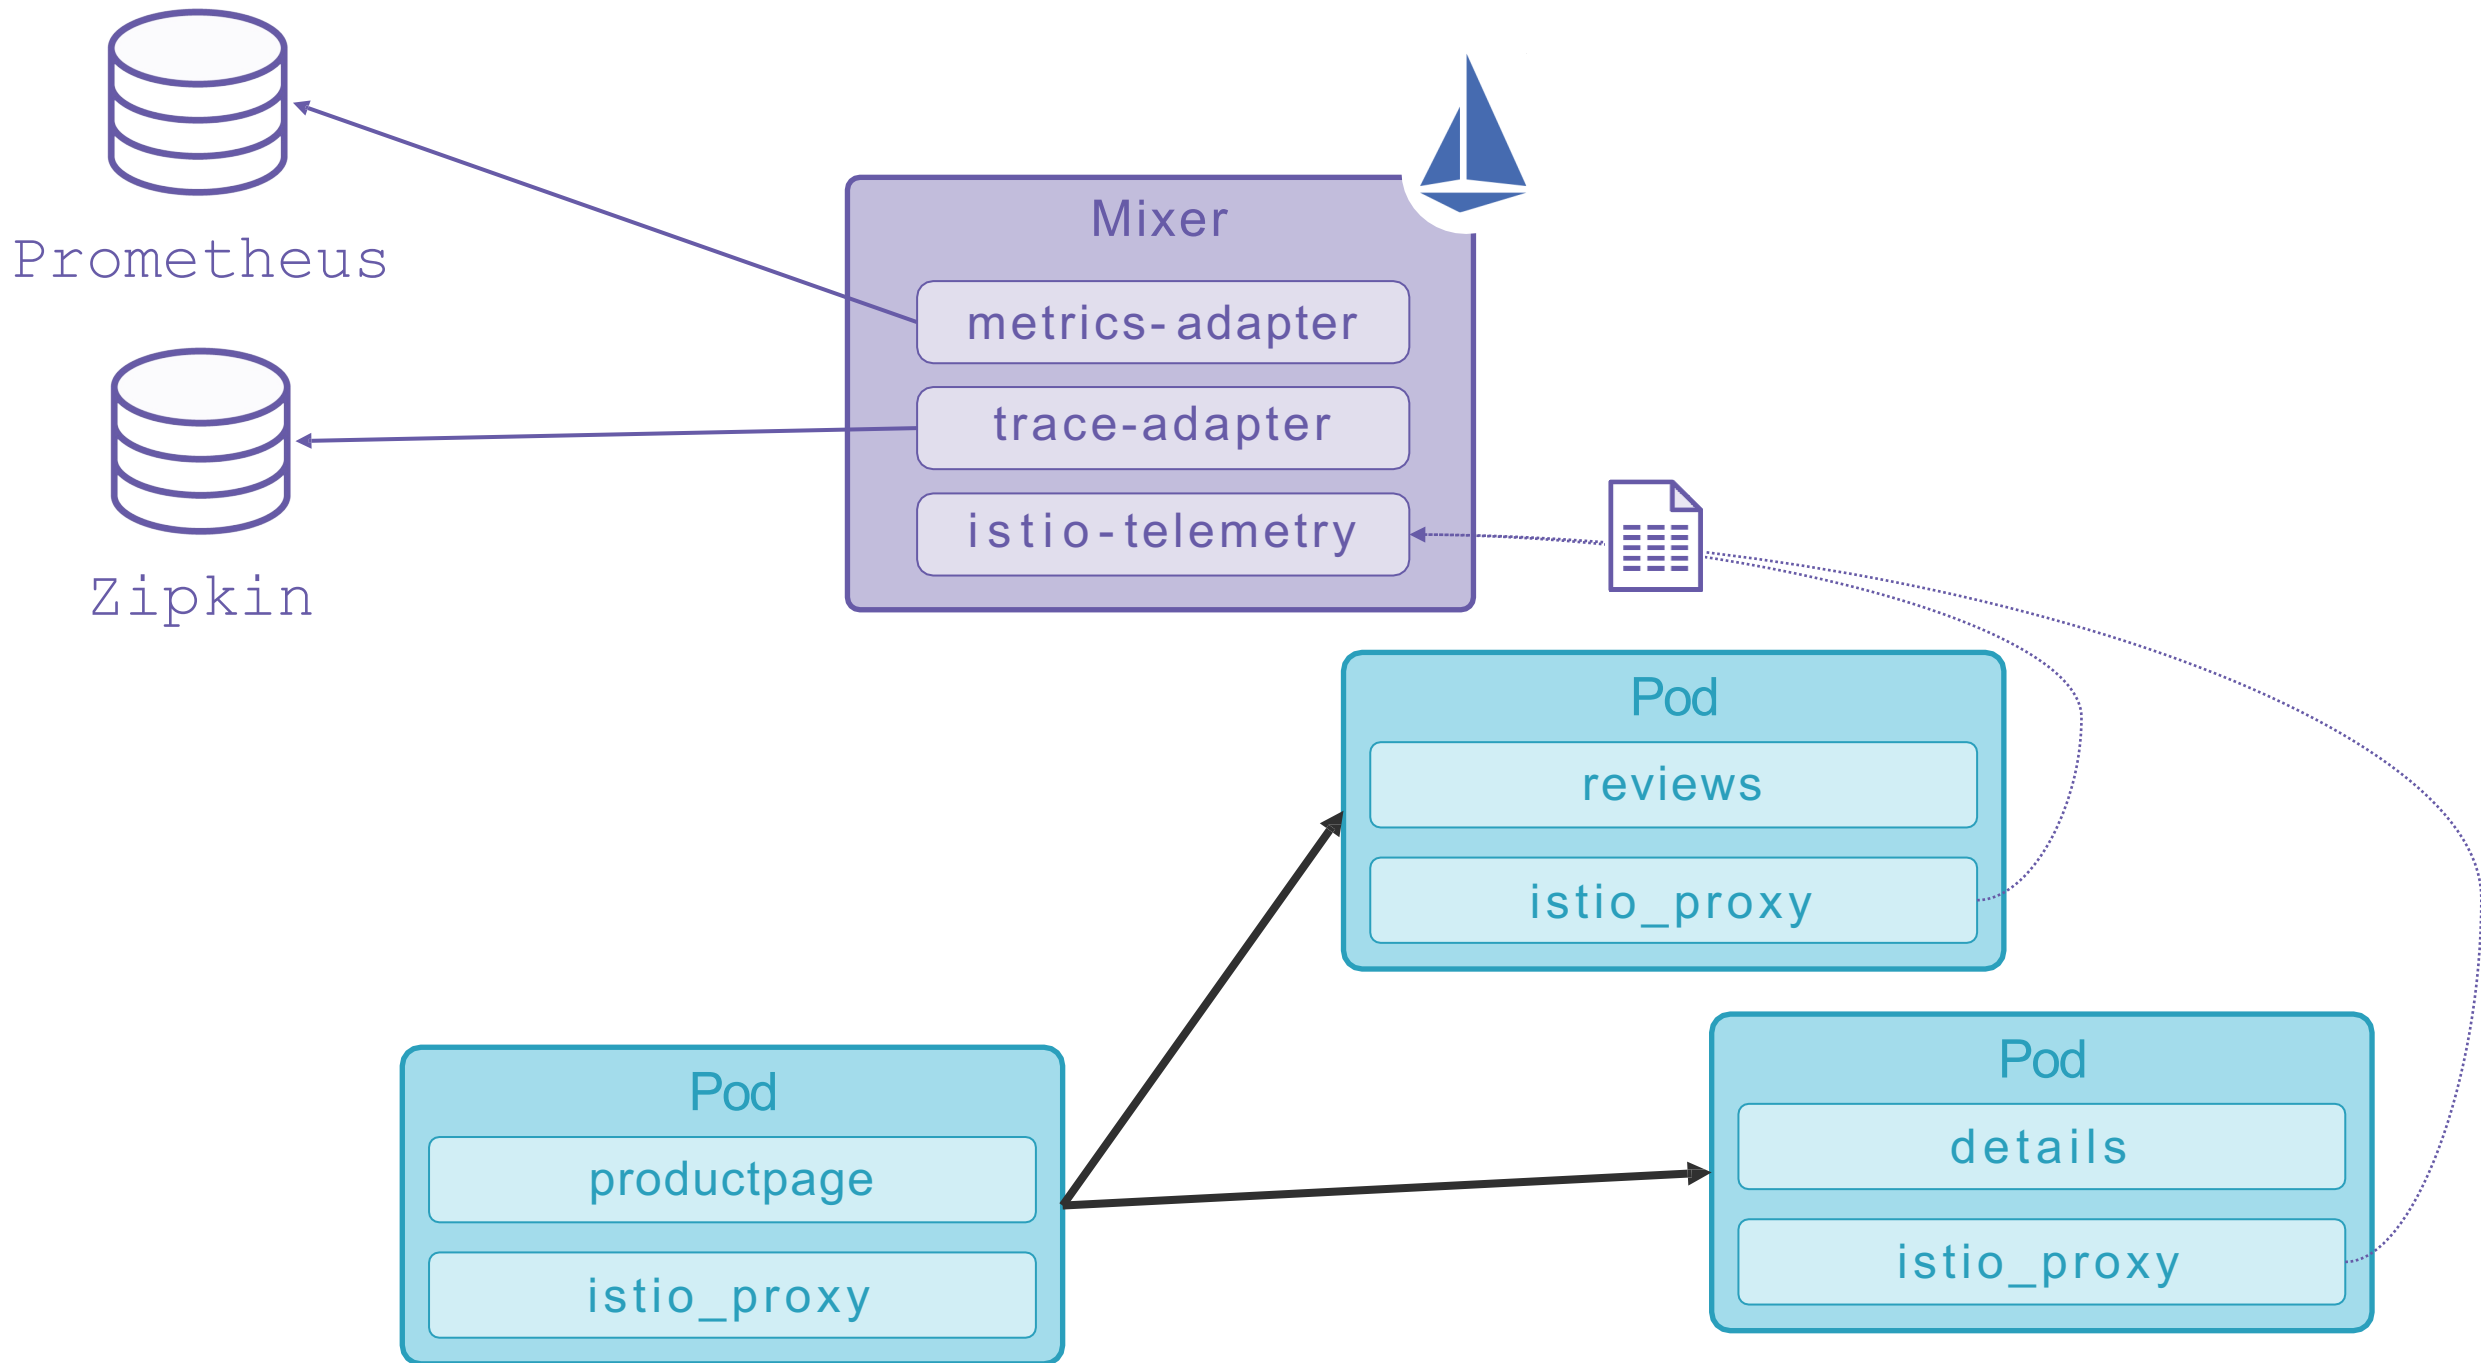 Prometheus
Zipkin
Mixer
metrics-adapter
trace-adapter
istio-telemetry
Pod
reviews
istio_proxy
Pod
productpage
istio_proxy
Pod
details
istio_proxy